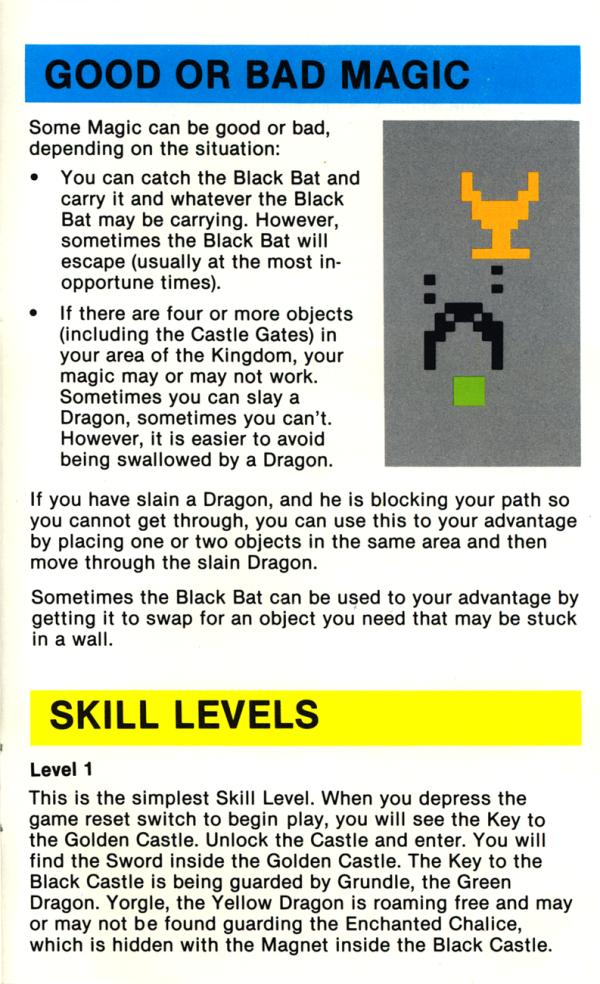 GOOD OR BAD MAGIC
Some Magic can be good or bad,
depending on the situation:
• You can catch the Black Bat and
carry it and whatever the Black
Bat may be carrying. However,
sometimes the Black Bat will
escape (usually at the most in-
opportune times).
• If there are four or more objects
(including the Castle Gates) in
your area of the Kingdom, your
magic may or may not work.
Sometimes you can slay a
Dragon, sometimes you can't.
However, it is easier to avoid
being swallowed by a Dragon.
If you have slain a Dragon, and he is blocking your path so
you cannot get through, you can use this to your advantage
by placing one or two objects in the same area and then
move through the slain Dragon.
Sometimes the Black Bat can be used to your advantage by
getting it to swap for an object you need that may be stuck
in a wall.
SKILL LEVELS
Level 1
This is the simplest Skill Level. When you depress the
game reset switch to begin play, you will see the Key to
the Golden Castle. Unlock the Castle and enter. You will
find the Sword inside the Golden Castle. The Key to the
Black Castle is being guarded by Grundle, the Green
Dragon. Yorgle, the Yellow Dragon is roaming free and may
or may not be found guarding the Enchanted Chalice,
which is hidden with the Magnet inside the Black Castle.